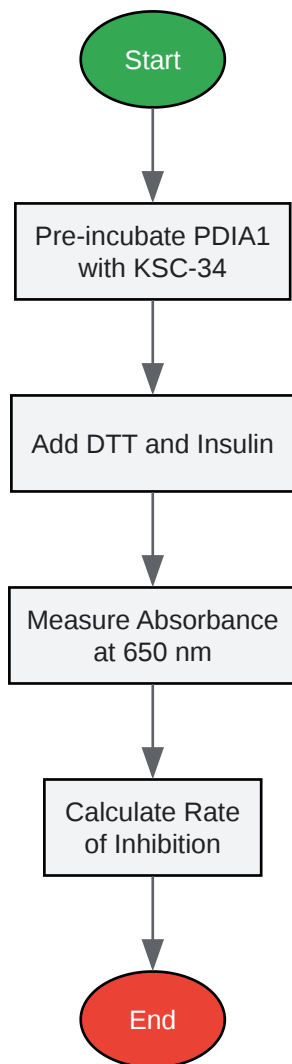 Start
Pre-incubate PDIA1
with KSC-34
Add DTT and Insulin
Measure Absorbance
at 650 nm
Calculate Rate
of Inhibition
End